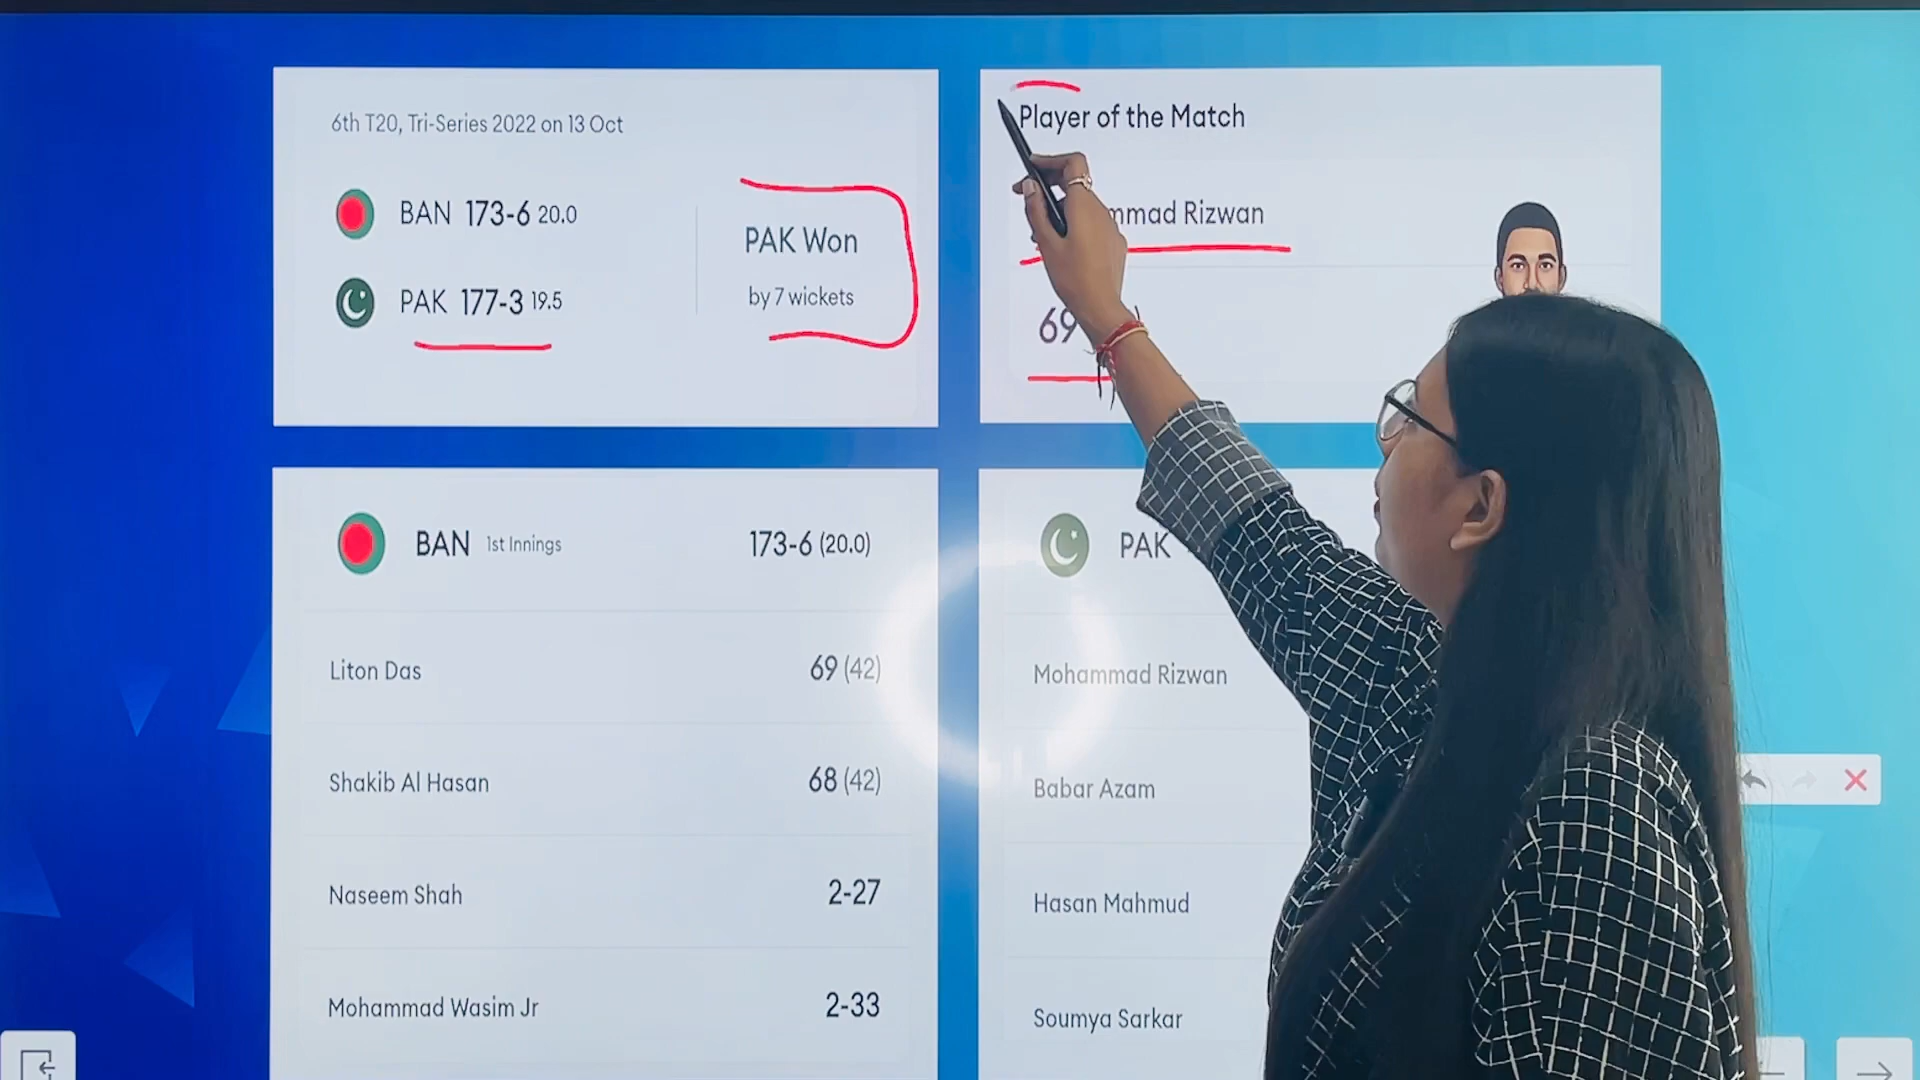 6th T20, Tri-Series 2022 on 13 Oct
BAN 173-6 20.0
PAK 177-3 19.5
PAK Won
by 7 wickets
Player of the Match
Rizwan
69
BAN 1st Innings 173-6 (20.0)
Liton Das 69 (42)
Shakib Al Hasan 68 (42)
Naseem Shah 2-27
Mohammad Wasim Jr 2-33
PAK
Mohammad Rizwan
Babar Azam
Hasan Mahmud
Soumya Sarkar